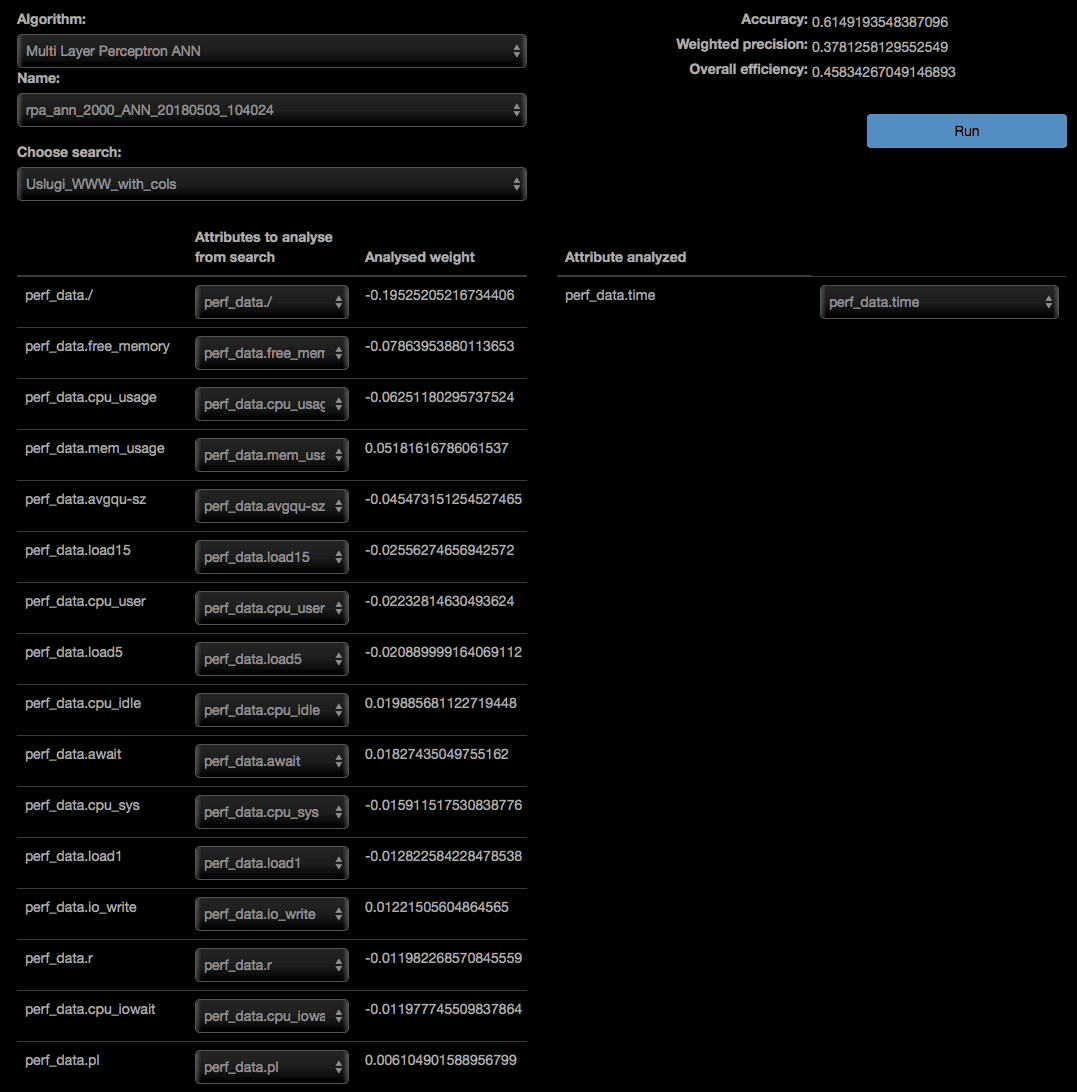 Algorithm:
Multi Layer Perceptron ANN
Name:
rpa_ann_2000_ANN_20180503_104024
Choose search:
Uslugi_WWW_with_cols
Accuracy: 0.6149193548387096
Weighted precision: 0.3781258129552549
Overall efficiency: 0.45834267049146893
Run
Attributes to analyse
from search
Analysed weight
perf_data./ perf_data./ -0.19525205216734406
perf_data.free_memory perf_data.free_mem -0.07863953880113653
perf_data.cpu_usage perf_data.cpu_usag -0.06251180295737524
perf_data.mem_usage perf_data.mem_usa 0.05181616786061537
perf_data.avgqu-sz perf_data.avgqu-sz -0.045473151254527465
perf_data.load15 perf_data.load15 -0.02556274656942572
perf_data.cpu_user perf_data.cpu_user -0.02232814630493624
perf_data.load5 perf_data.load5 -0.020889999164069112
perf_data.cpu_idle perf_data.cpu_idle 0.019885681122719448
perf_data.await perf_data.await 0.01827435049755162
perf_data.cpu_sys perf_data.cpu_sys -0.015911517530838776
perf_data.load1 perf_data.load1 -0.012822584228478538
perf_data.io_write perf_data.io_write 0.01221505604864565
perf_data.r perf_data.r -0.011982268570845559
perf_data.cpu_iowait perf_data.cpu_iowa -0.011977745509837864
perf_data.pl perf_data.pl 0.006104901588956799
Attribute analyzed
perf_data.time perf_data.time